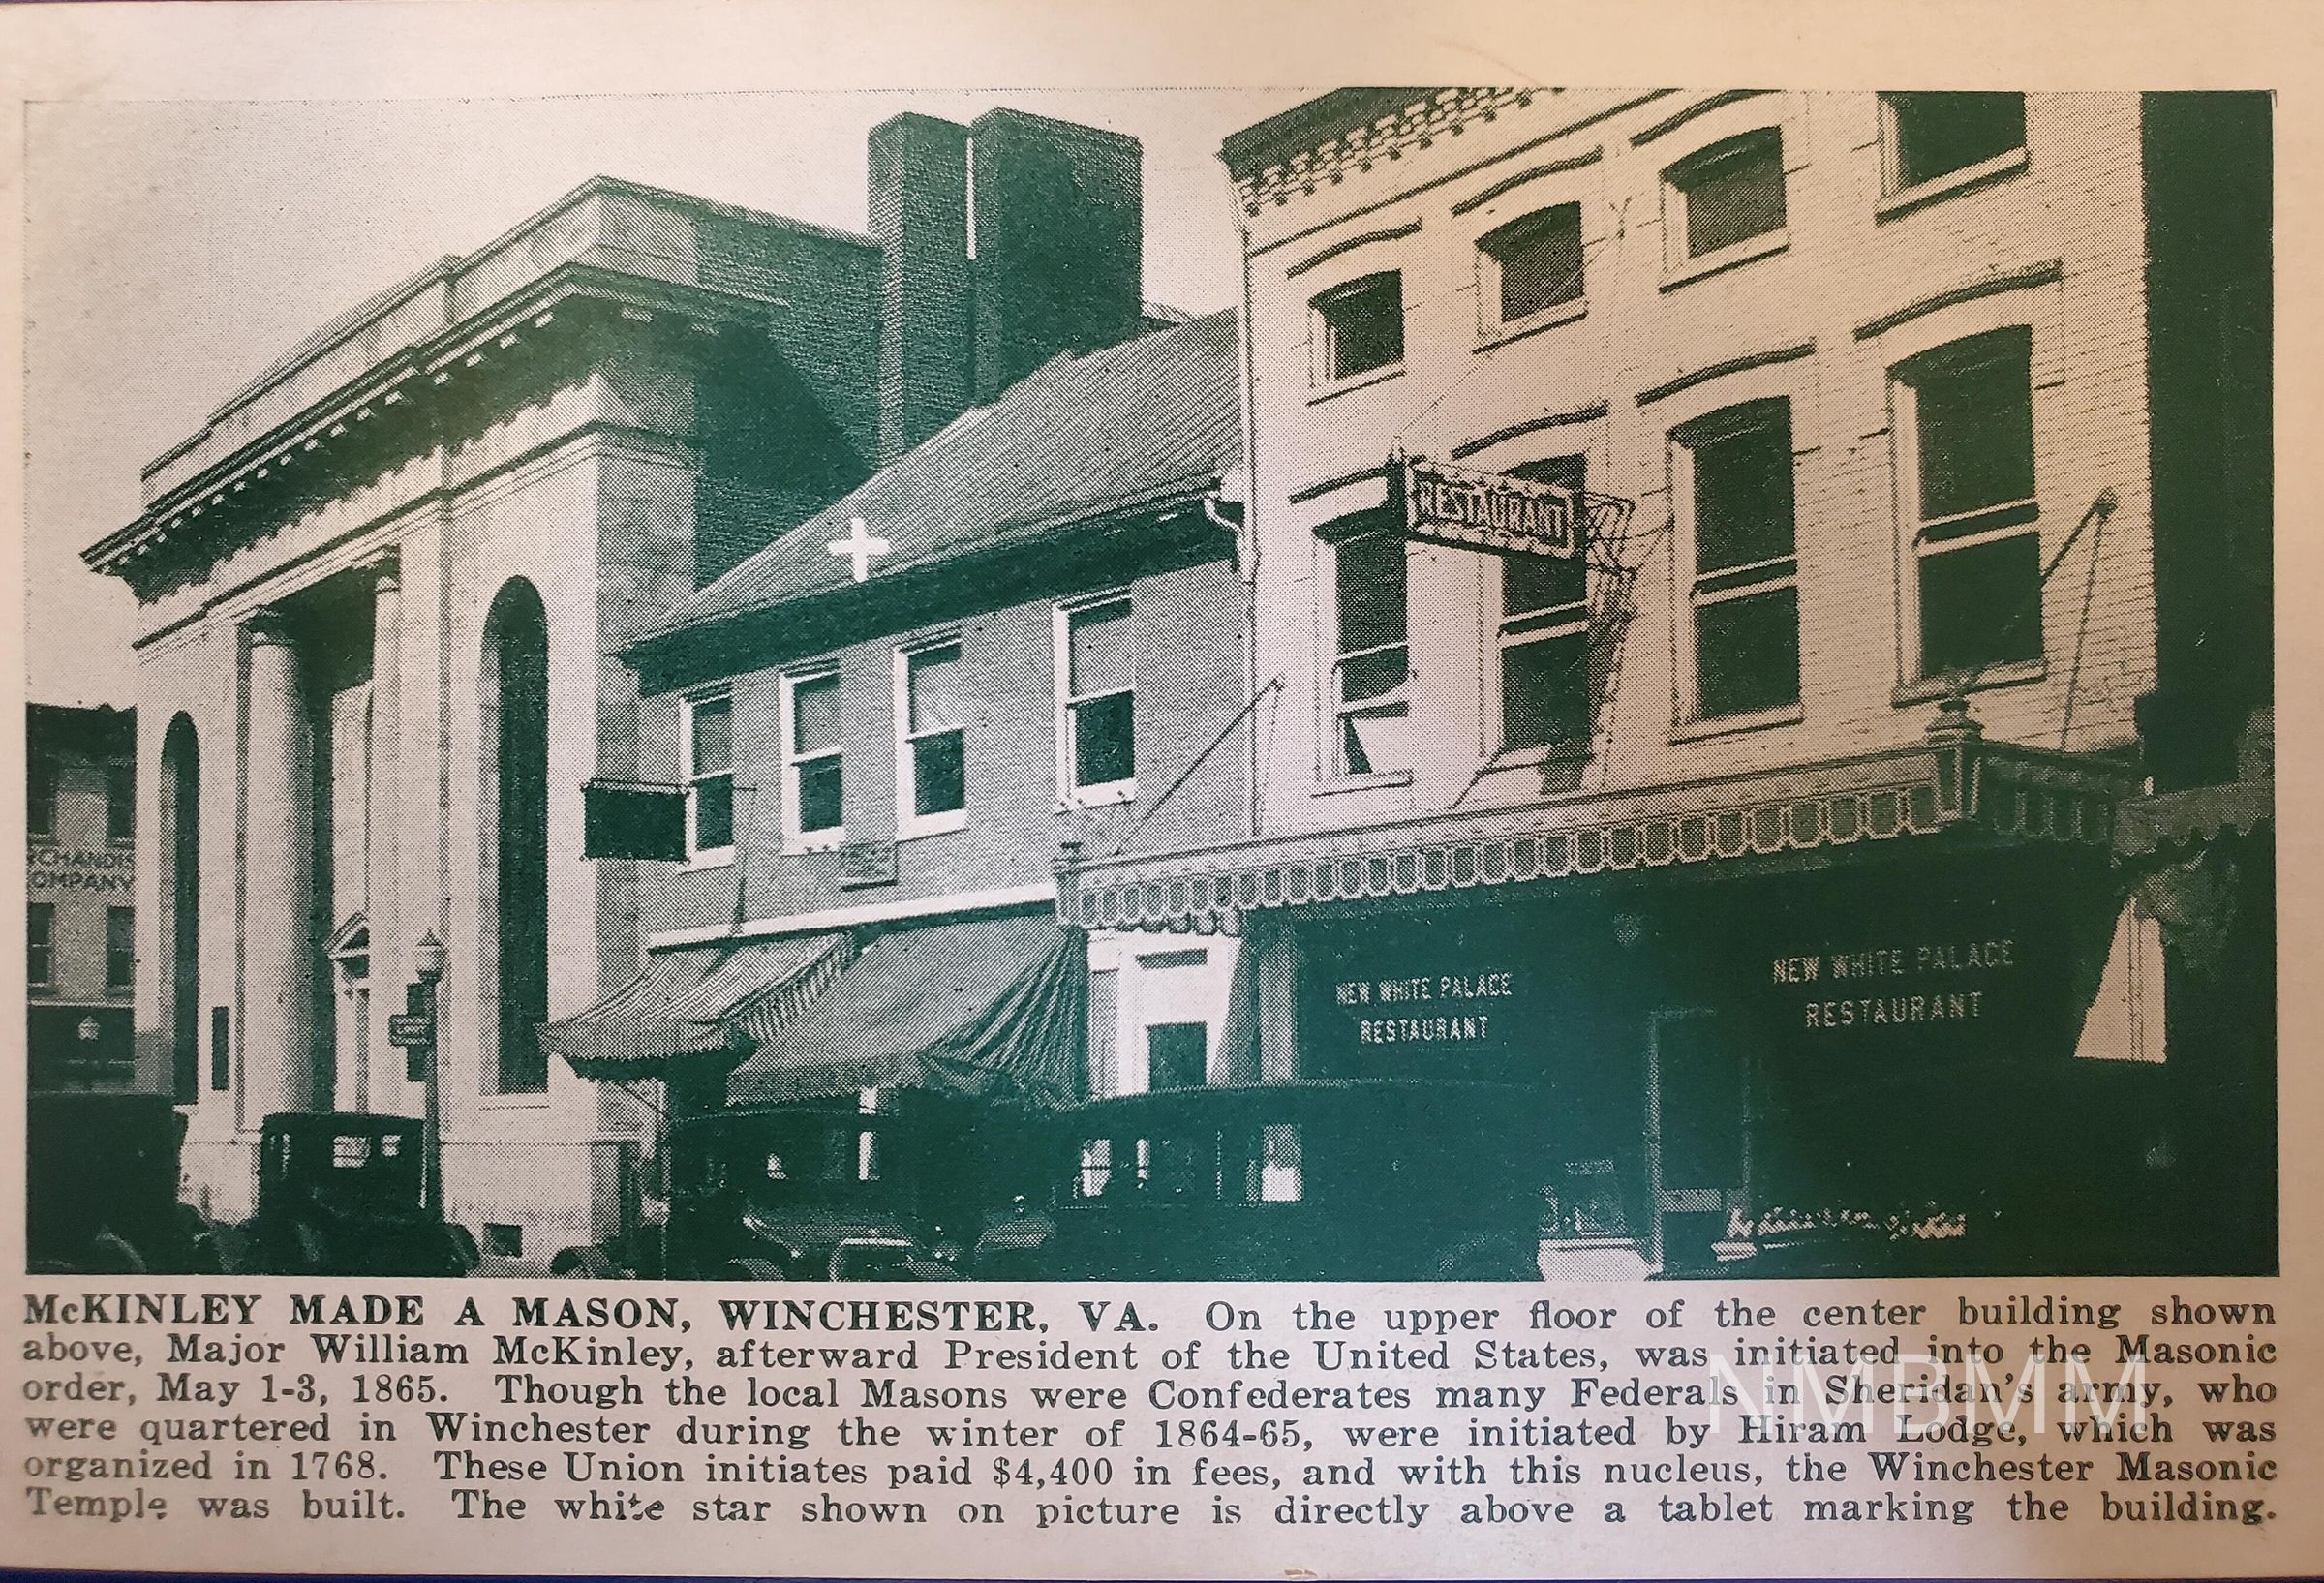 RESTAURANT
CHANDIS
OMPANY
NEW WHITE PALACE
RESTAURANT
NEW WHITE PALACE
RESTAURANT
McKINLEY MADE A MASON, WINCHESTER, VA. On the upper floor of the center building shown
above, Major William McKinley, afterward President of the United States, was initiated into the Masonic
order, May 1-3, 1865. Though the local Masons were Confederates many Federals in Sheridan's army, who
were quartered in Winchester during the winter of 1864-65, were initiated by Hiram Lodge, which was
organized in 1768. These Union initiates paid $4,400 in fees, and with this nucleus, the Winchester Masonic
Temple was built. The white star shown on picture is directly above a tablet marking the building.
NMBMM